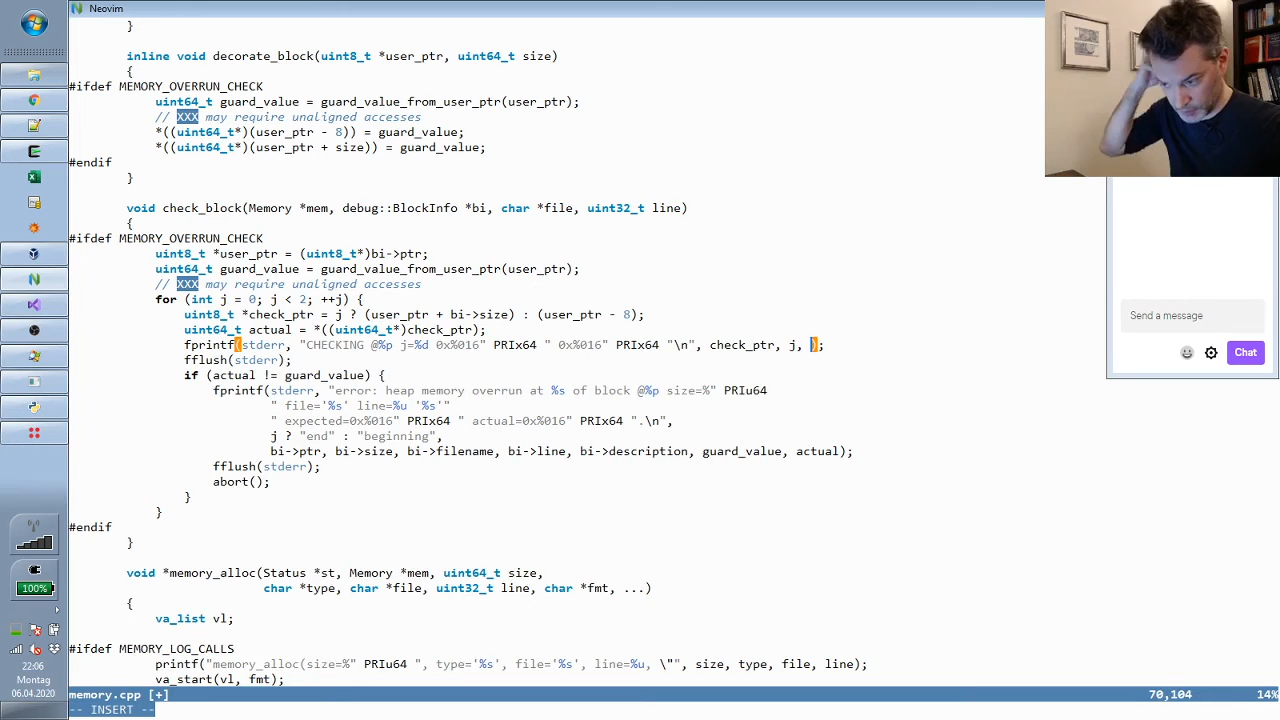 Neovim
}
inline void decorate_block(uint8_t *user_ptr, uint64_t size)
{
#ifdef MEMORY_OVERRUN_CHECK
uint64_t guard_value = guard_value_from_user_ptr(user_ptr);
// XXX may require unaligned accesses
*((uint64_t*)(user_ptr - 8)) = guard_value;
*((uint64_t*)(user_ptr + size)) = guard_value;
#endif
}
void check_block(Memory *mem, debug::BlockInfo *bi, char *file, uint32_t line)
{
#ifdef MEMORY_OVERRUN_CHECK
uint8_t *user_ptr = (uint8_t*)bi->ptr;
uint64_t guard_value = guard_value_from_user_ptr(user_ptr);
// XXX may require unaligned accesses
for (int j = 0; j < 2; ++j) {
uint8_t *check_ptr = j ? (user_ptr + bi->size) : (user_ptr - 8);
uint64_t actual = *((uint64_t*)check_ptr);
fprintf(stderr, "CHECKING @%p j=%d 0x%016" PRIx64 " 0x%016" PRIx64 "\n", check_ptr, j, );
fflush(stderr);
if (actual != guard_value) {
fprintf(stderr, "error: heap memory overrun at %s of block @%p size=%" PRIu64
" file='%s' line=%u '%s'"
" expected=0x%016" PRIx64 " actual=0x%016" PRIx64 ".\n",
j ? "end" : "beginning",
bi->ptr, bi->size, bi->filename, bi->line, bi->description, guard_value, actual);
fflush(stderr);
abort();
}
}
#endif
}
void *memory_alloc(Status *st, Memory *mem, uint64_t size,
char *type, char *file, uint32_t line, char *fmt, ...)
{
va_list vl;
#ifdef MEMORY_LOG_CALLS
printf("memory_alloc(size=%" PRIu64 ", type='%s', file='%s', line=%u, \"", size, type, file, line);
va_start(vl, fmt);
memory.cpp [+] 70,104 14%
-- INSERT --
Send a message
Chat
100%
22:06
Montag
06.04.2020